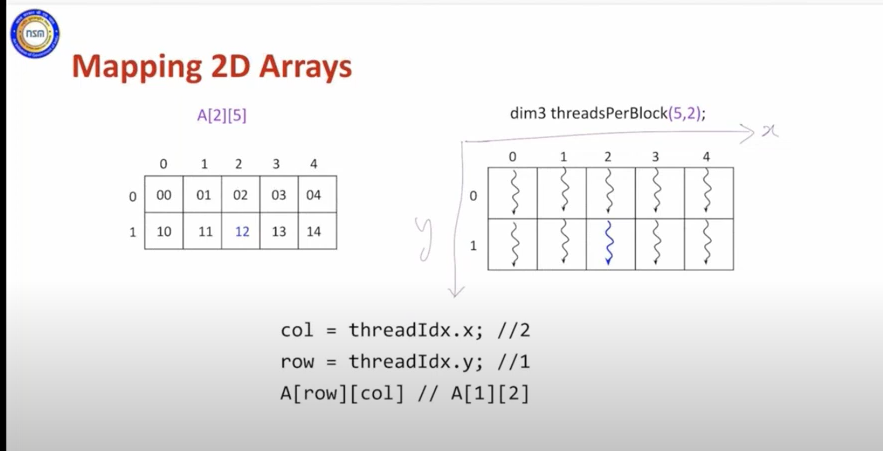 nsm
Mapping 2D Arrays
A[2][5]
dim3 threadsPerBlock(5,2);
x
0 1 2 3 4
0 00 01 02 03 04
1 10 11 12 13 14
0 1 2 3 4
0
1
y
col = threadIdx.x; //2
row = threadIdx.y; //1
A[row][col] // A[1][2]